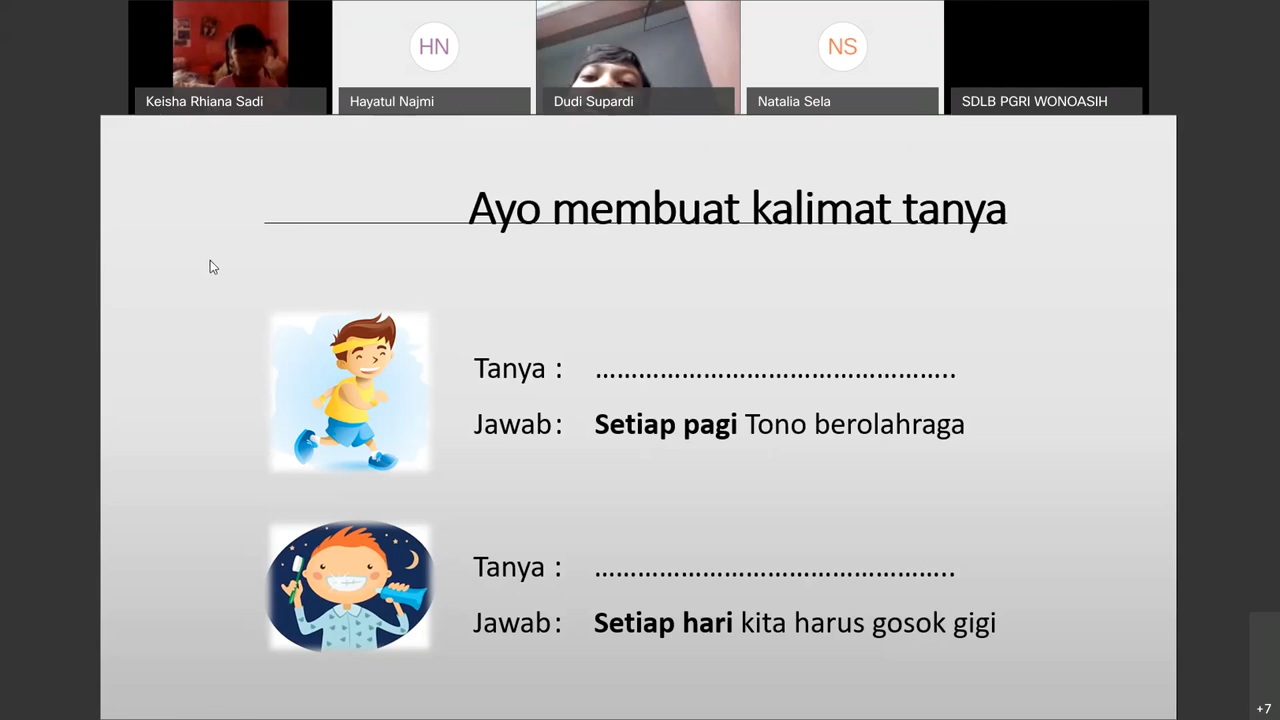 HN
NS
Keisha Rhiana Sadi
Hayatul Najmi
Dudi Supardi
Natalia Sela
SDLB PGRI WONOASIH
Ayo membuat kalimat tanya
Tanya : …………………………………………..
Jawab : Setiap pagi Tono berolahraga
Tanya : …………………………………………..
Jawab : Setiap hari kita harus gosok gigi
+7